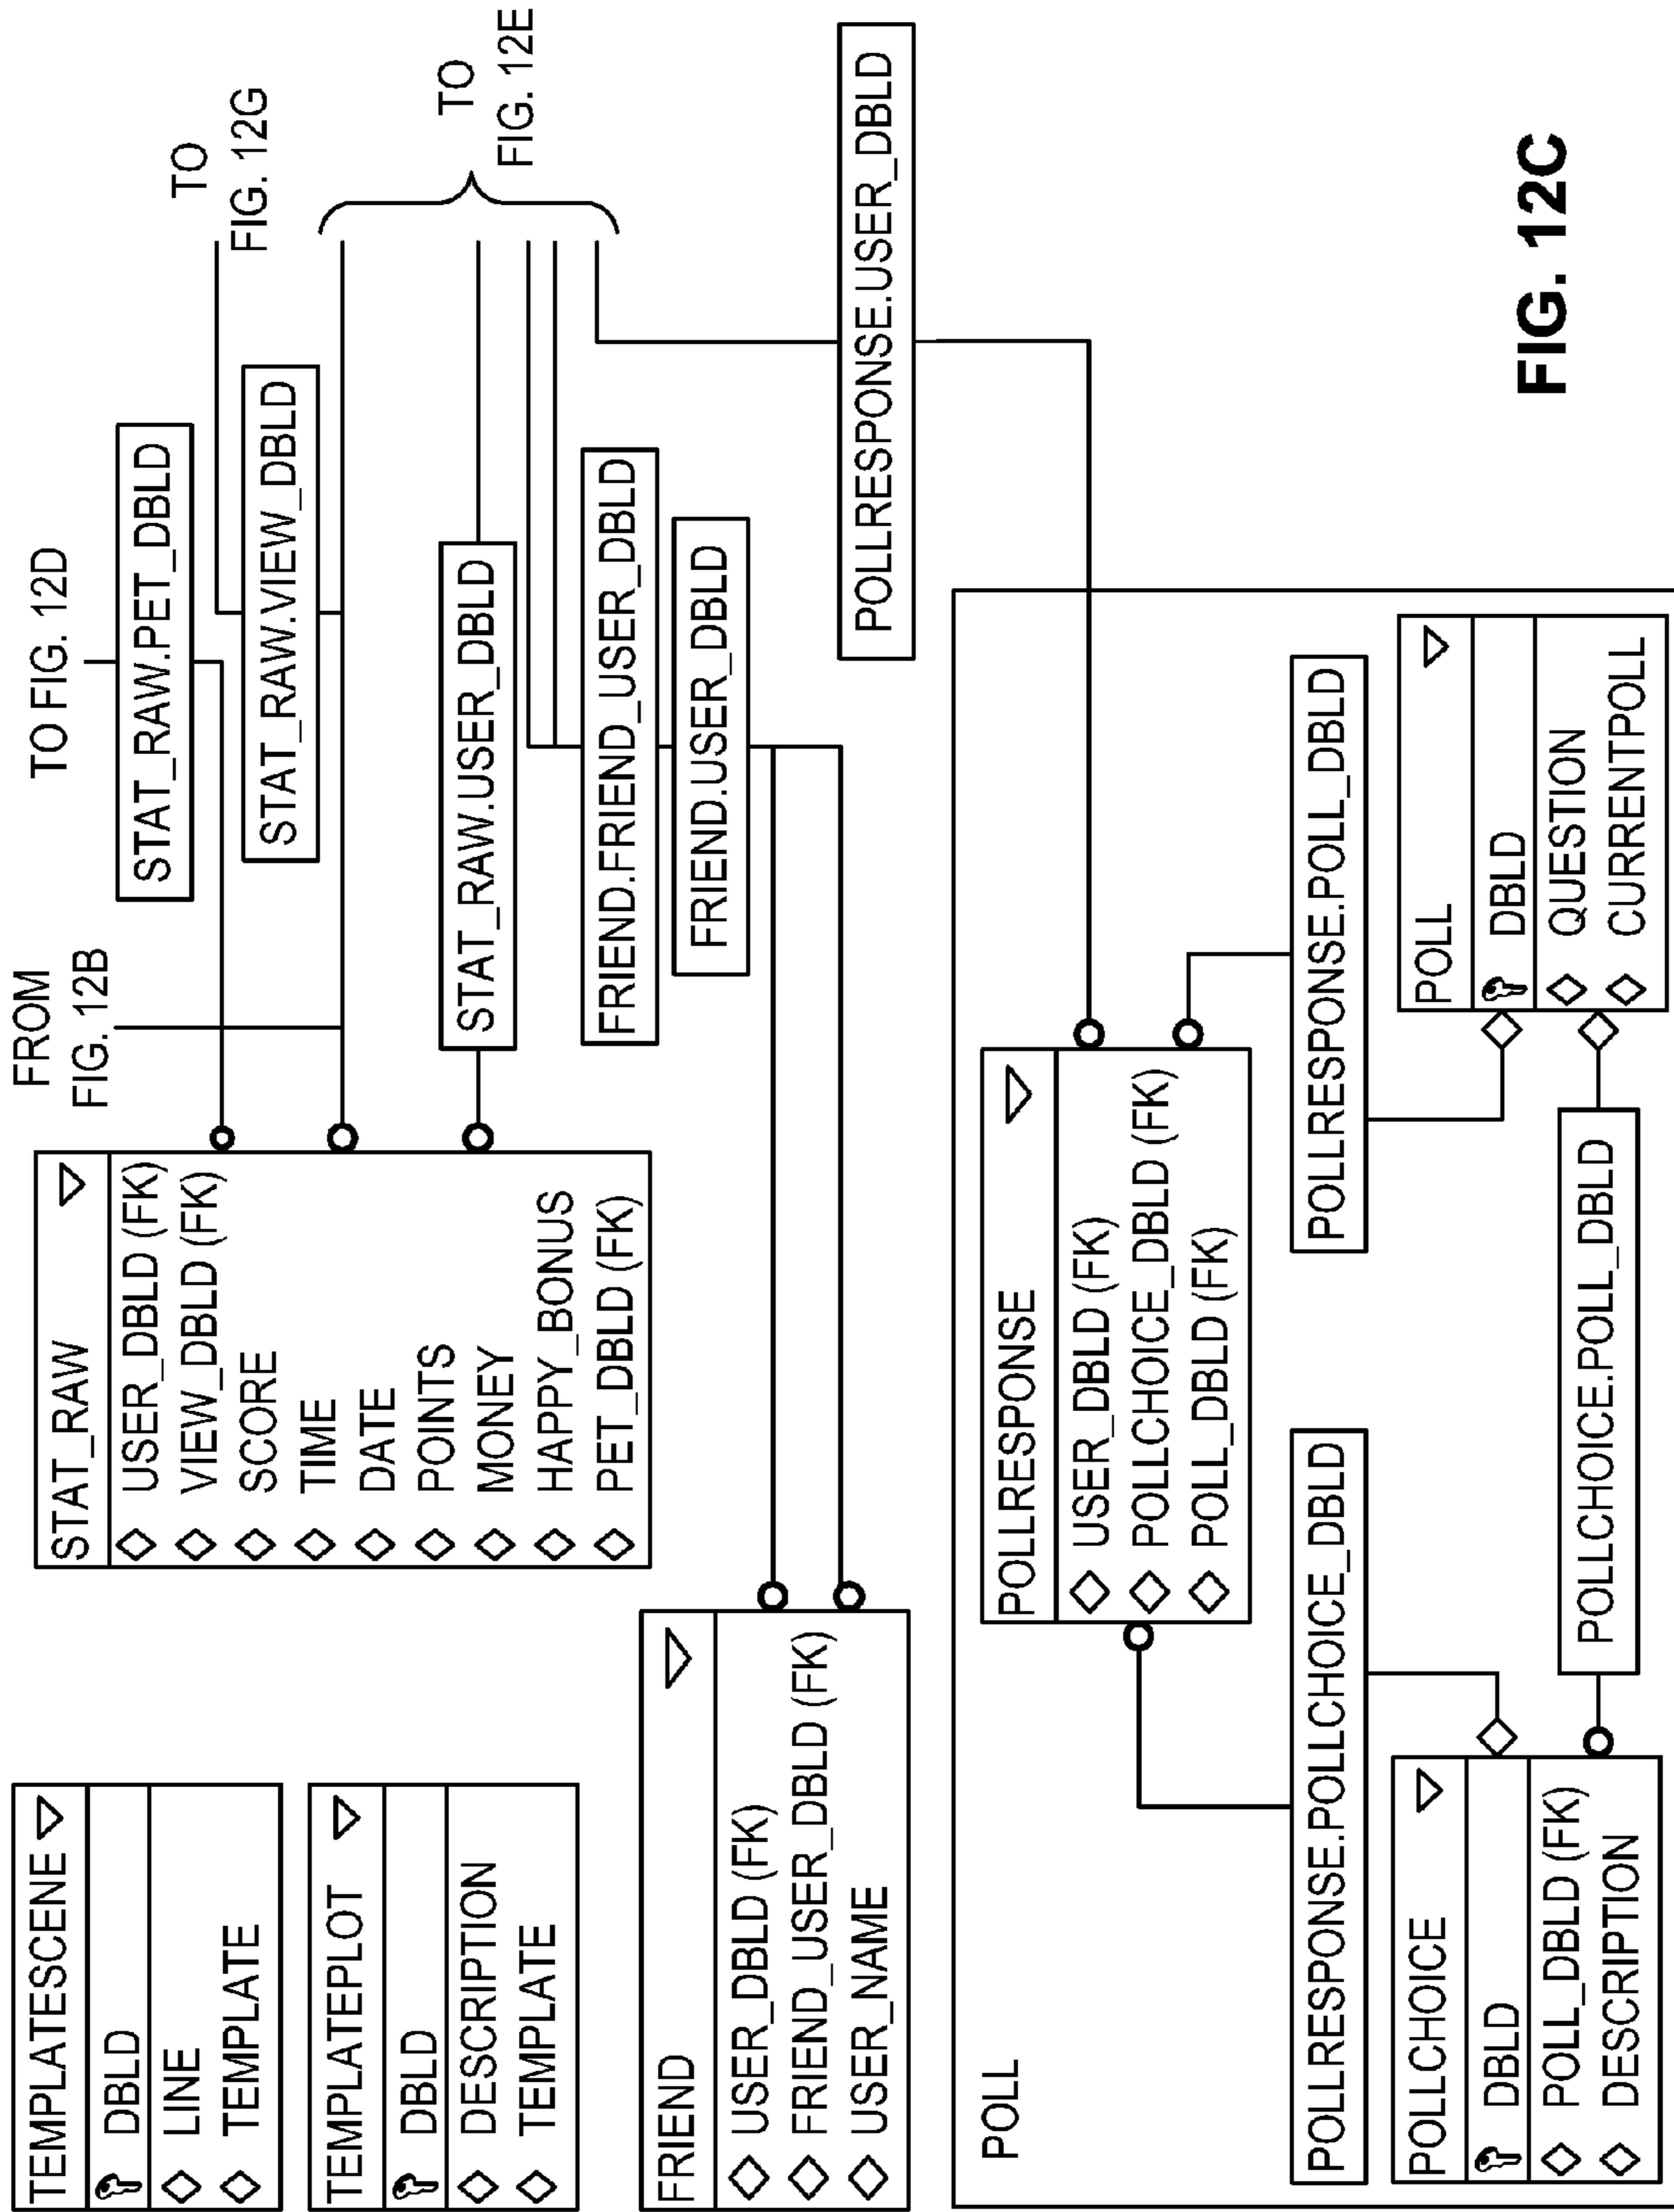 TEMPLATESCENE
DBLD
LINE
TEMPLATE
TEMPLATEPLOT
DBLD
DESCRIPTION
TEMPLATE
STAT_RAW
USER_DBLD (FK)
VIEW_DBLD (FK)
SCORE
TIME
DATE
POINTS
MONEY
HAPPY_BONUS
PET_DBLD (FK)
FROM
FIG. 12B
TO FIG. 12D
STAT_RAW.PET_DBLD
STAT_RAW.VIEW_DBLD
TO
FIG. 12G
STAT_RAW.USER_DBLD
TO
FIG. 12E
FRIEND.FRIEND_USER_DBLD
FRIEND.USER_DBLD
FRIEND
USER_DBLD (FK)
FRIEND_USER_DBLD (FK)
USER_NAME
POLLRESPONSE.USER_DBLD
POLL
POLLRESPONSE
USER_DBLD (FK)
POLLCHOICE_DBLD (FK)
POLL_DBLD (FK)
POLLRESPONSE.POLLCHOICE_DBLD
POLLRESPONSE.POLL_DBLD
POLLCHOICE
DBLD
POLL_DBLD (FK)
DESCRIPTION
POLLCHOICE.POLL_DBLD
POLL
DBLD
QUESTION
CURRENTPOLL
FIG. 12C